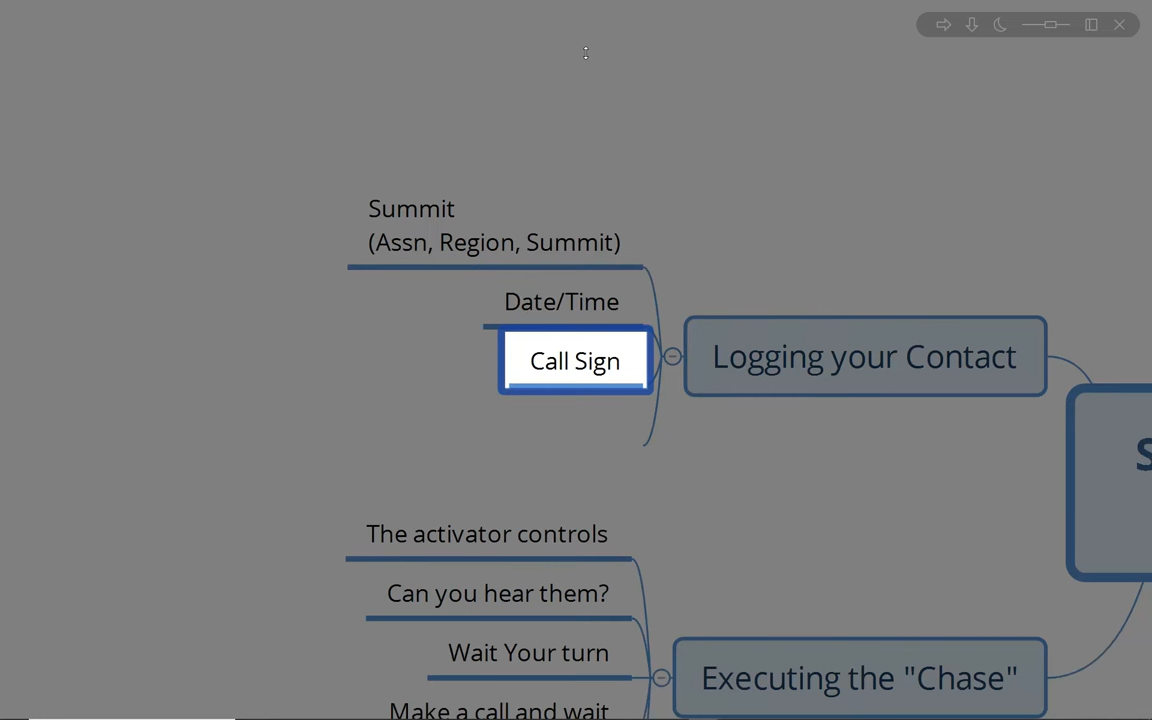 Summit
(Assn, Region, Summit)
Date/Time
Call Sign
Logging your Contact
S
The activator controls
Can you hear them?
Wait Your turn
Make a call and wait
Executing the "Chase"